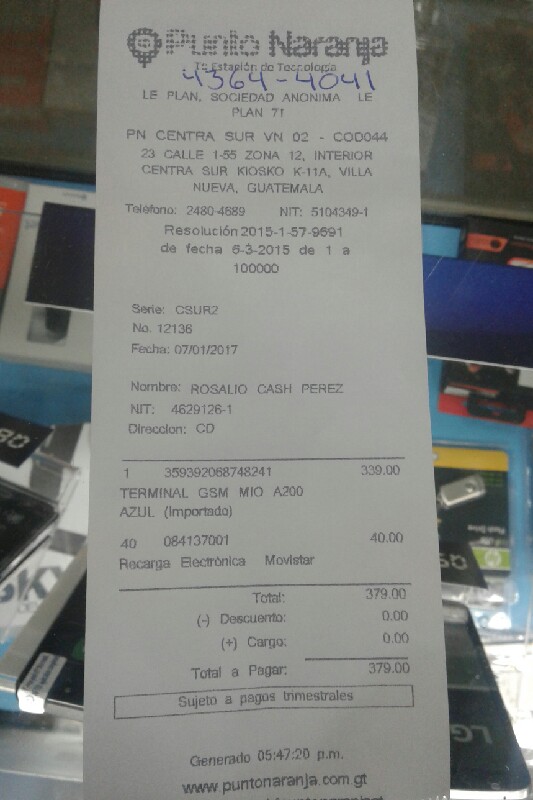 Punto Naranja
Tu Estación de Tecnología
4364-4041
LE PLAN, SOCIEDAD ANONIMA LE
PLAN 71
PN CENTRA SUR VN 02 - COD044
23 CALLE 1-55 ZONA 12, INTERIOR
CENTRA SUR KIOSKO K-11A, VILLA
NUEVA, GUATEMALA
Teléfono: 2480-4689 NIT: 5104349-1
Resolución 2015-1-57-9691
de fecha 6-3-2015 de 1 a
100000
Serie: CSUR2
No. 12136
Fecha: 07/01/2017
Nombre: ROSALIO CASH PEREZ
NIT: 4629126-1
Direccion: CD
1 359392068748241 339.00
TERMINAL GSM MIO A200
AZUL (Importado)
40 084137001 40.00
Recarga Electrónica Movistar
Total: 379.00
(-) Descuento: 0.00
(+) Cargo: 0.00
Total a Pagar: 379.00
Sujeto a pagos trimestrales
Generado 05:47:20 p.m.
www.puntonaranja.com.gt
LG
hp